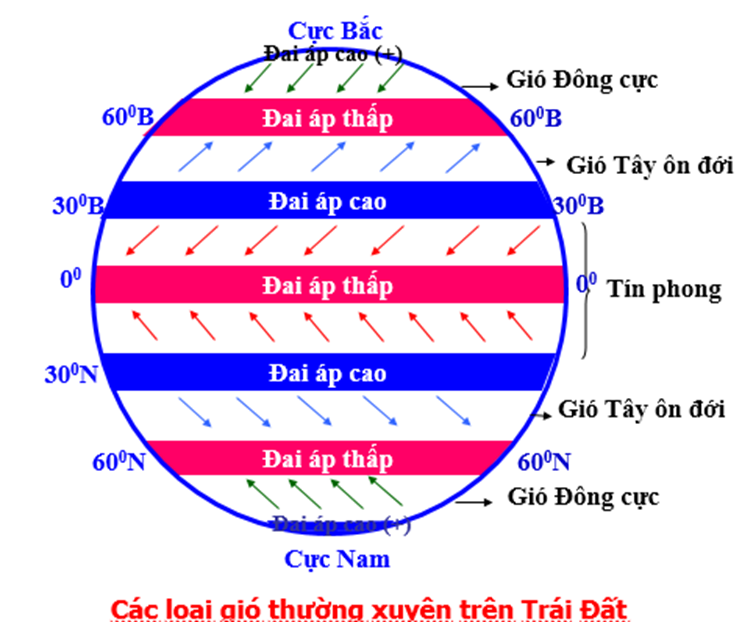 Cực Bắc
Đai áp cao (+)
Gió Đông cực
60⁰B
Đai áp thấp
60⁰B
Gió Tây ôn đới
30⁰B
Đai áp cao
30⁰B
0⁰
Đai áp thấp
0⁰
Tín phong
30⁰N
Đai áp cao
Gió Tây ôn đới
60⁰N
Đai áp thấp
60⁰N
Gió Đông cực
Đai áp cao (+)
Cực Nam
Các loại gió thường xuyên trên Trái Đất